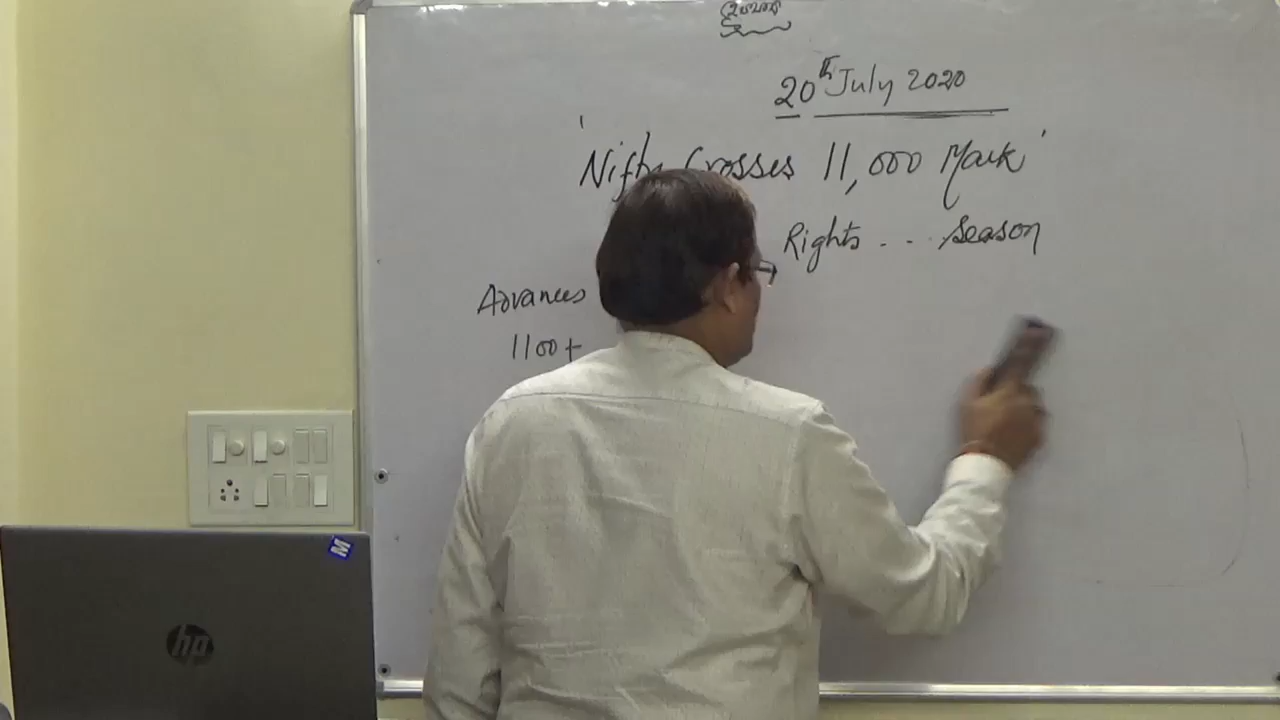 20th July 2020
'Nifty Crosses 11,000 Mark'
Rights ... Season
Advances
1100+
hp
M